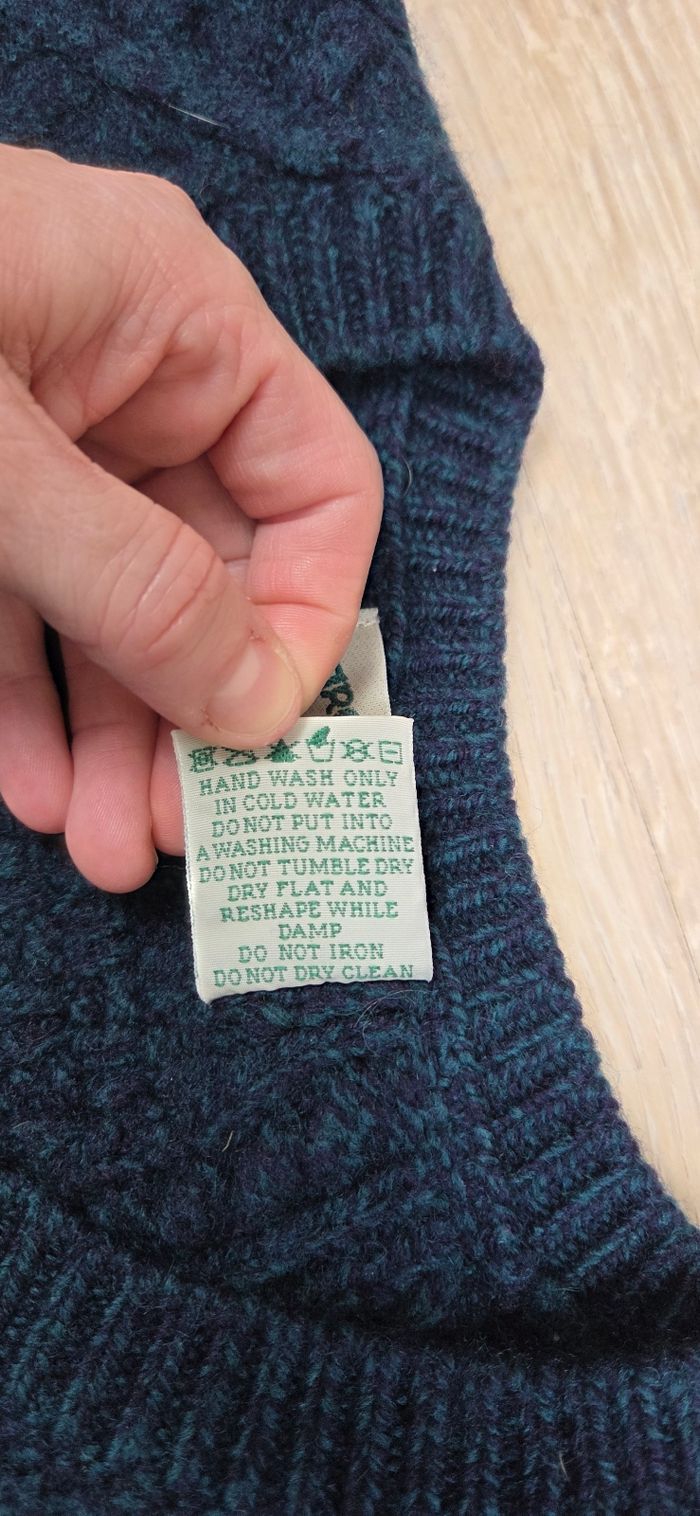 HAND WASH ONLY
IN COLD WATER
DO NOT PUT INTO
A WASHING MACHINE
DO NOT TUMBLE DRY
DRY FLAT AND
RESHAPE WHILE
DAMP
DO NOT IRON
DO NOT DRY CLEAN